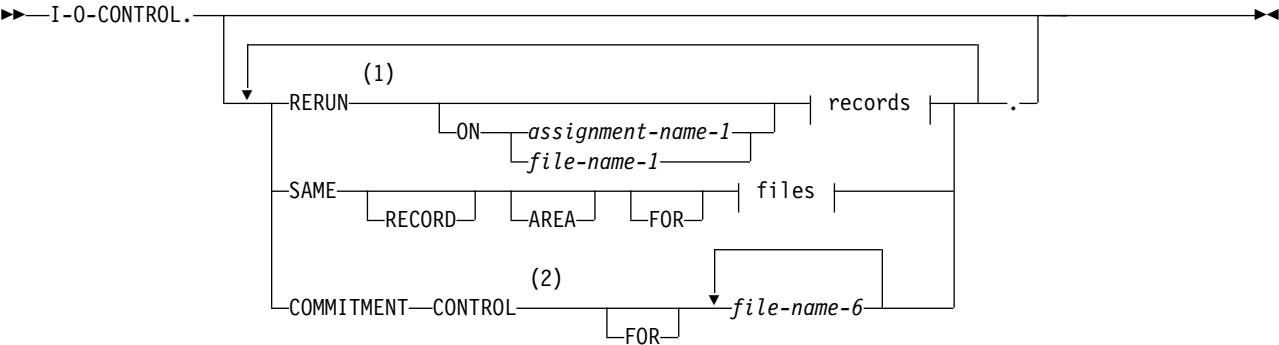 I-O-CONTROL.
(1)
RERUN records .
ON assignment-name-1
file-name-1
SAME files
RECORD AREA FOR
(2)
COMMITMENT CONTROL file-name-6
FOR